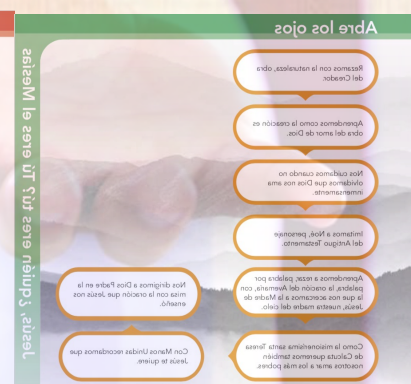 Abre los ojos
Jesús, ¿quién eres tú? Tu eres el Mesías
Rezamos con la naturaleza, obra
del Creador.
Aprendemos como la creación es
obra del amor de Dios.
Nos cuidamos cuando no
olvidamos que Dios nos ama
inmensamente.
Imitamos a Noé, personaje
del Antiguo Testamento.
Aprendemos a rezar, palabra por
palabra, la oración del Avemaría, con
la que nos acercamos a la Madre de
Jesús, nuestra madre del cielo.
Como la misionerísima santa Teresa
de Calcuta queremos también
nosotros amar a los más pobres.
Con Manos Unidas recordamos que
Jesús te quiere.
Nos dirigimos a Dios Padre en la
misa con la oración que Jesús nos
enseñó.